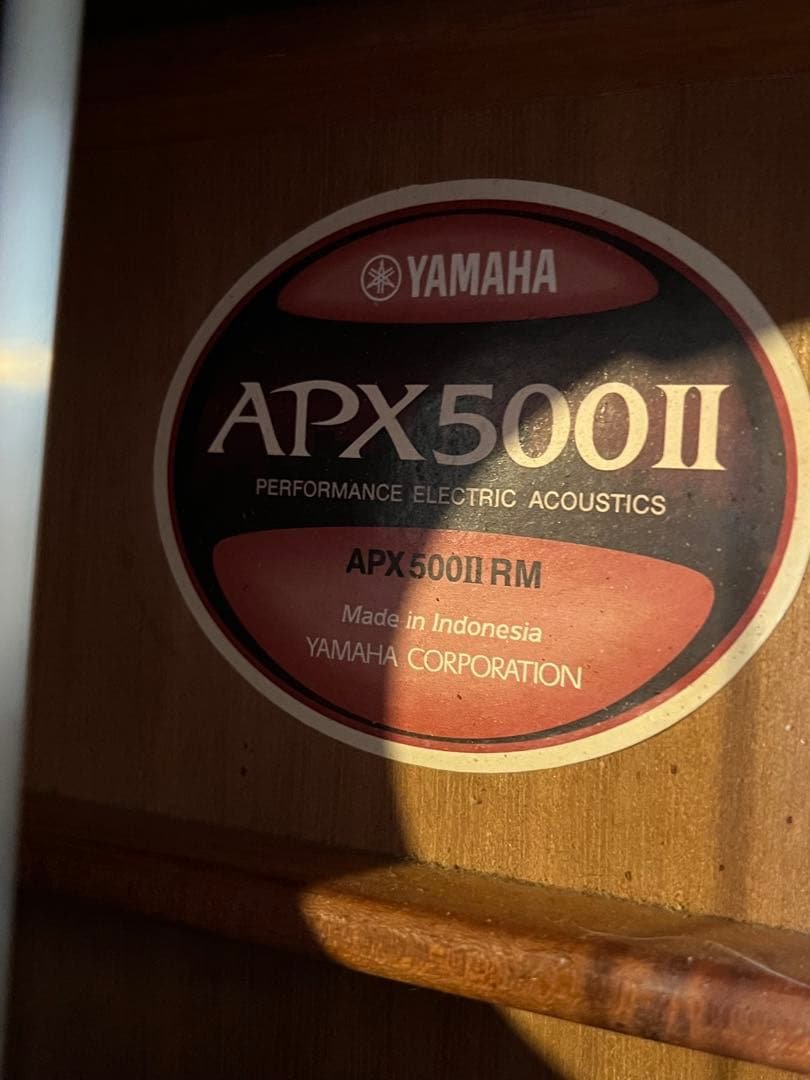 YAMAHA
APX500II
PERFORMANCE ELECTRIC ACOUSTICS
APX500II RM
Made in Indonesia
YAMAHA CORPORATION